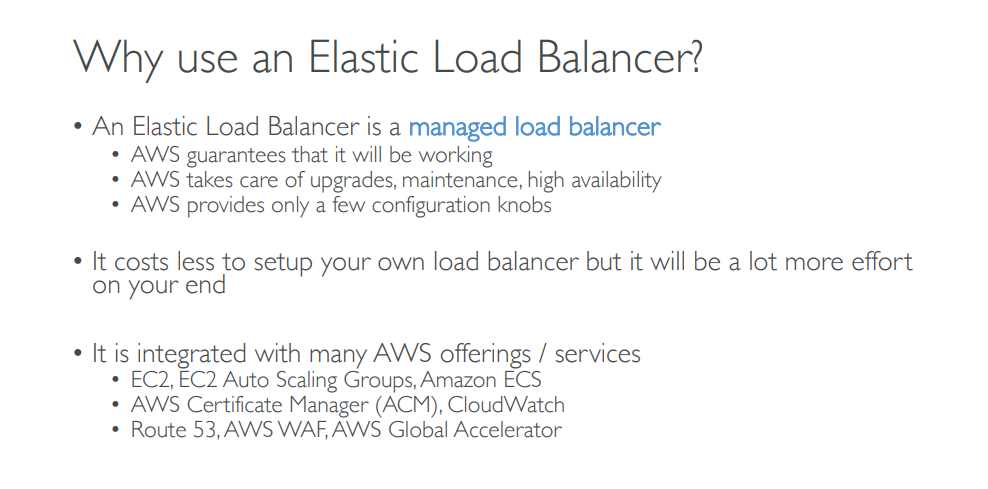 Why use an Elastic Load Balancer?
• An Elastic Load Balancer is a managed load balancer
• AWS guarantees that it will be working
• AWS takes care of upgrades, maintenance, high availability
• AWS provides only a few configuration knobs
• It costs less to setup your own load balancer but it will be a lot more effort
on your end
• It is integrated with many AWS offerings / services
• EC2, EC2 Auto Scaling Groups, Amazon ECS
• AWS Certificate Manager (ACM), CloudWatch
• Route 53, AWS WAF, AWS Global Accelerator